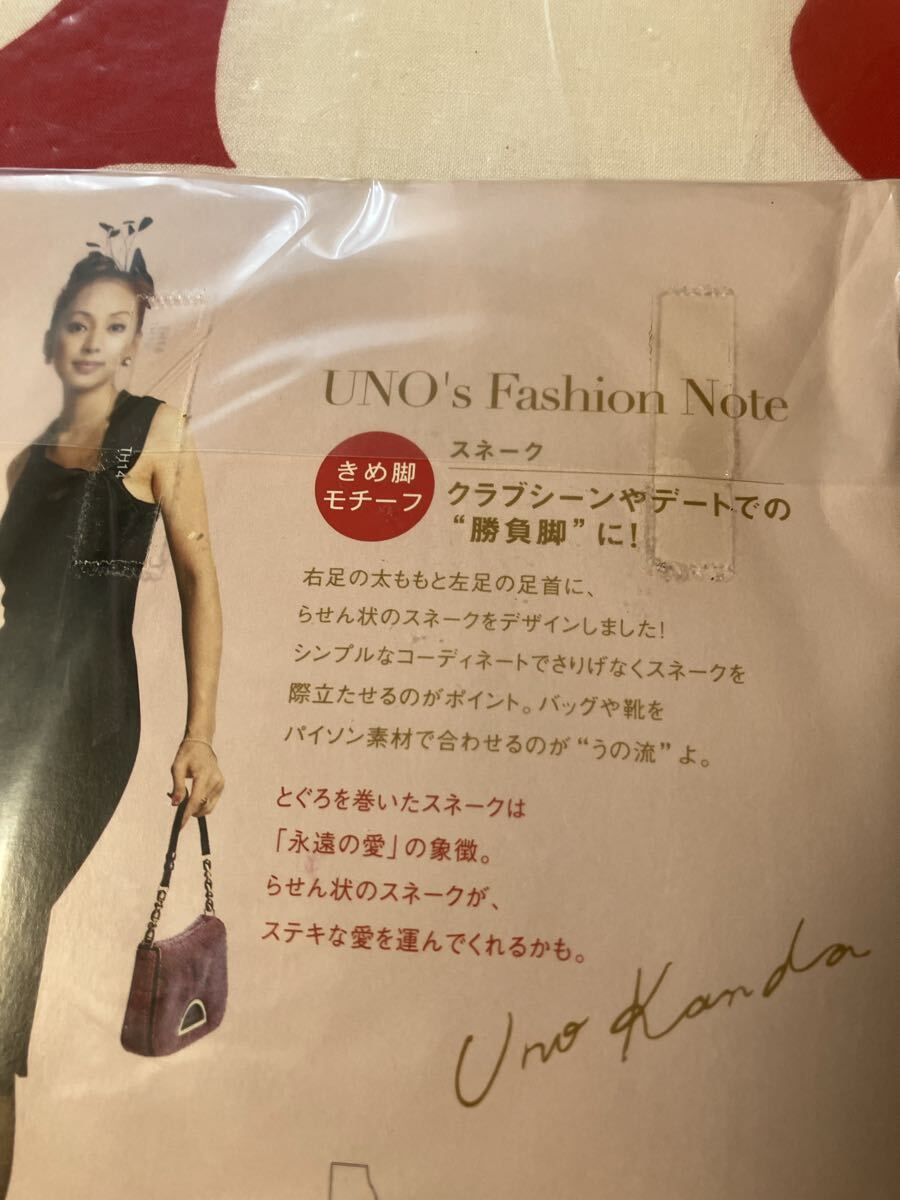 UNO's Fashion Note
きめ脚
モチーフ
スネーク
クラブシーンやデートでの
“勝負脚”に!
右足の太ももと左足の足首に、
らせん状のスネークをデザインしました!
シンプルなコーディネートでさりげなくスネークを
際立たせるのがポイント。バッグや靴を
パイソン素材で合わせるのが“うの流”よ。
とぐろを巻いたスネークは
「永遠の愛」の象徴。
らせん状のスネークが、
ステキな愛を運んでくれるかも。
Uno Kanda
TH14